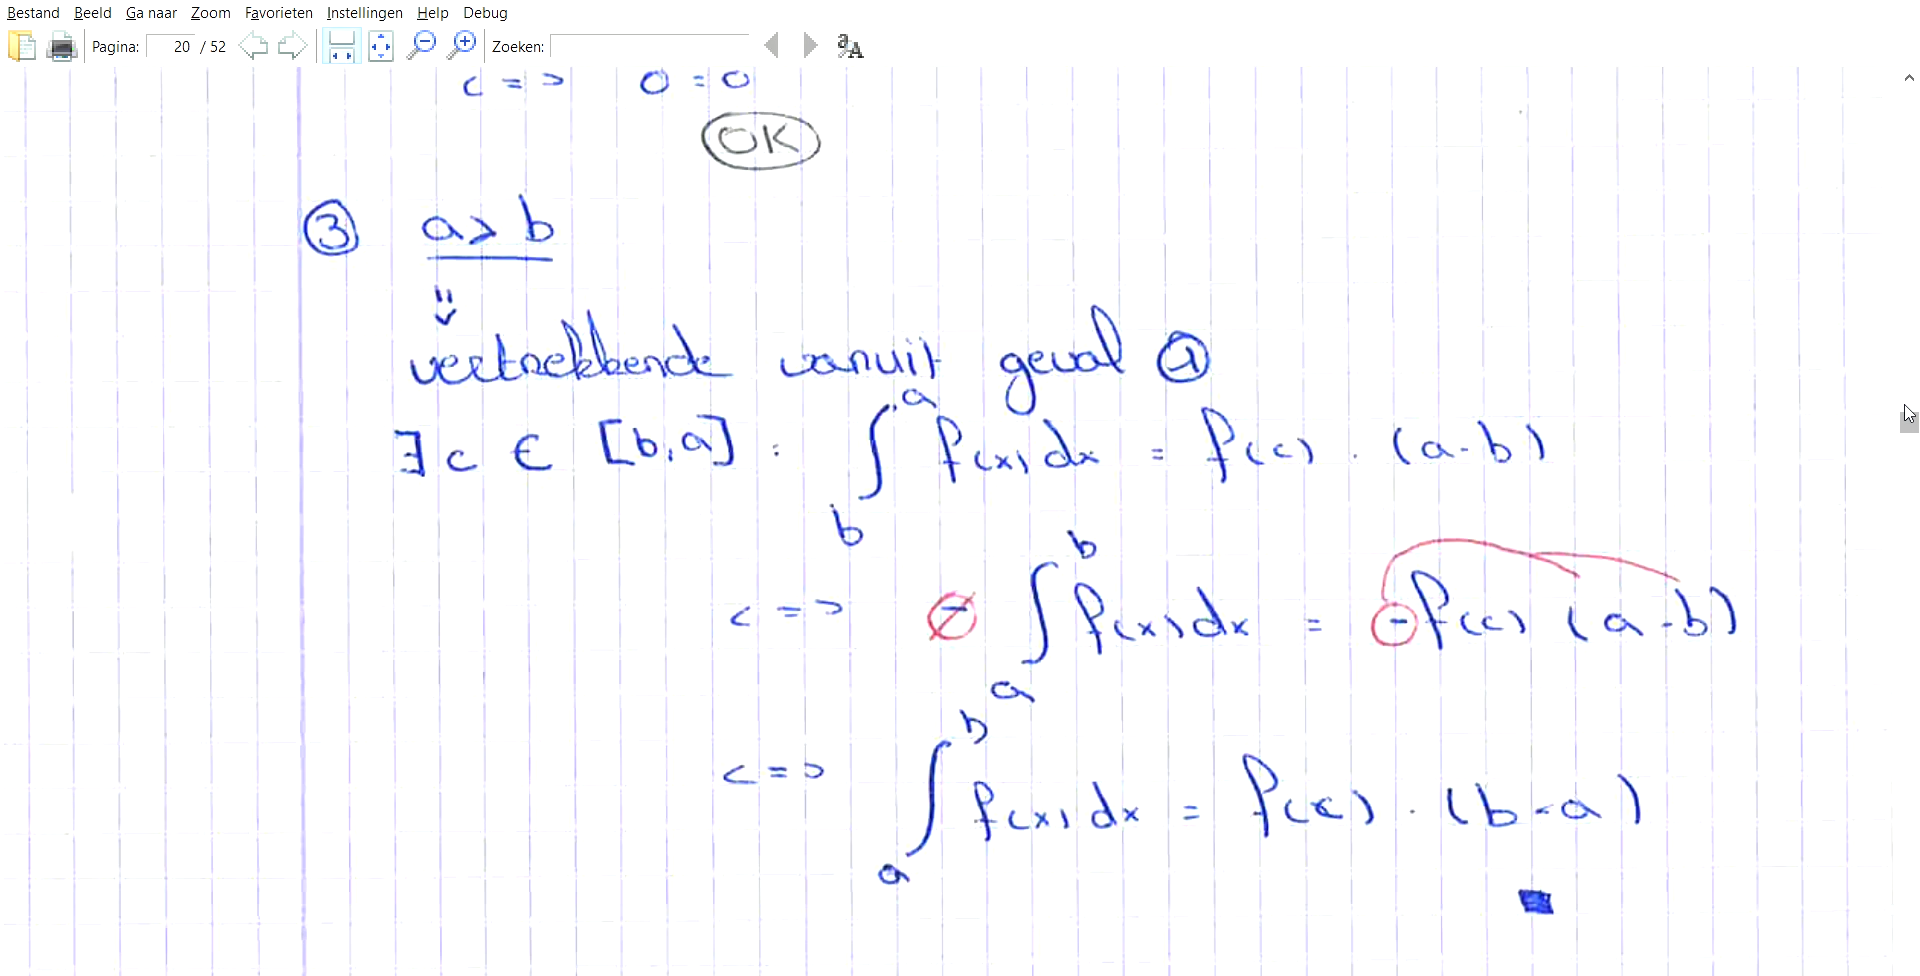 Bestand Beeld Ga naar Zoom Favorieten Instellingen Help Debug
Pagina: 20 / 52 Zoeken:
<=> 0 = 0
OK
③ a > b
⇓
vertrekkende vanuit geval ①
∃ c ∈ [b,a] : ∫_b^a f(x) dx = f(c) . (a-b)
<=> - ∫_a^b f(x) dx = - f(c) (a-b)
<=> ∫_a^b f(x) dx = f(c) . (b-a)